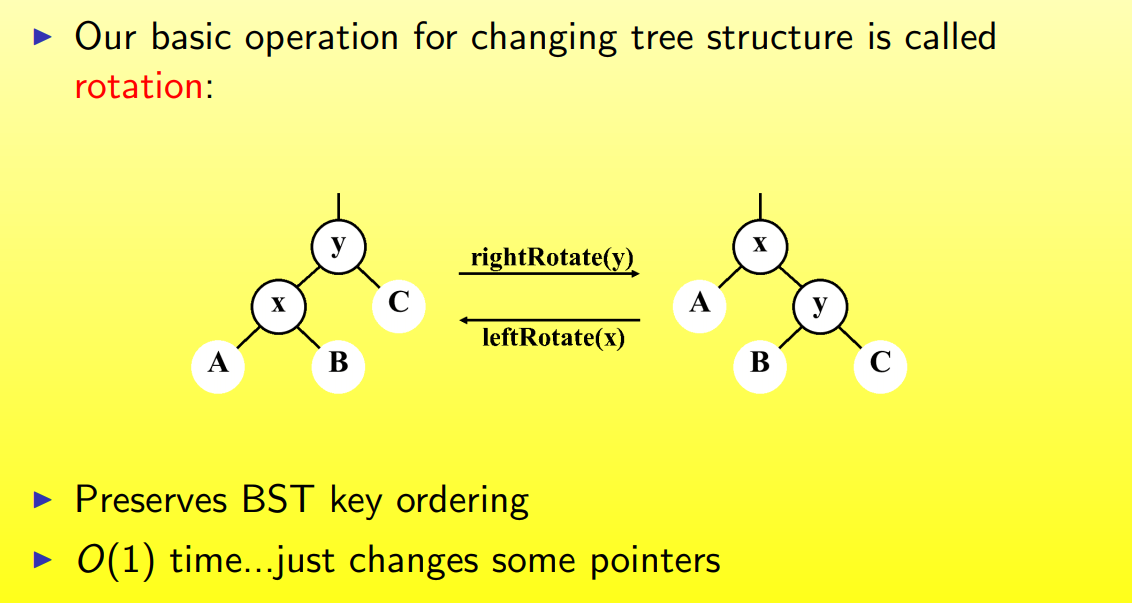 ▶ Our basic operation for changing tree structure is called
rotation:
y
x
C
A
B
rightRotate(y)
leftRotate(x)
x
A
y
B
C
▶ Preserves BST key ordering
▶ O(1) time...just changes some pointers